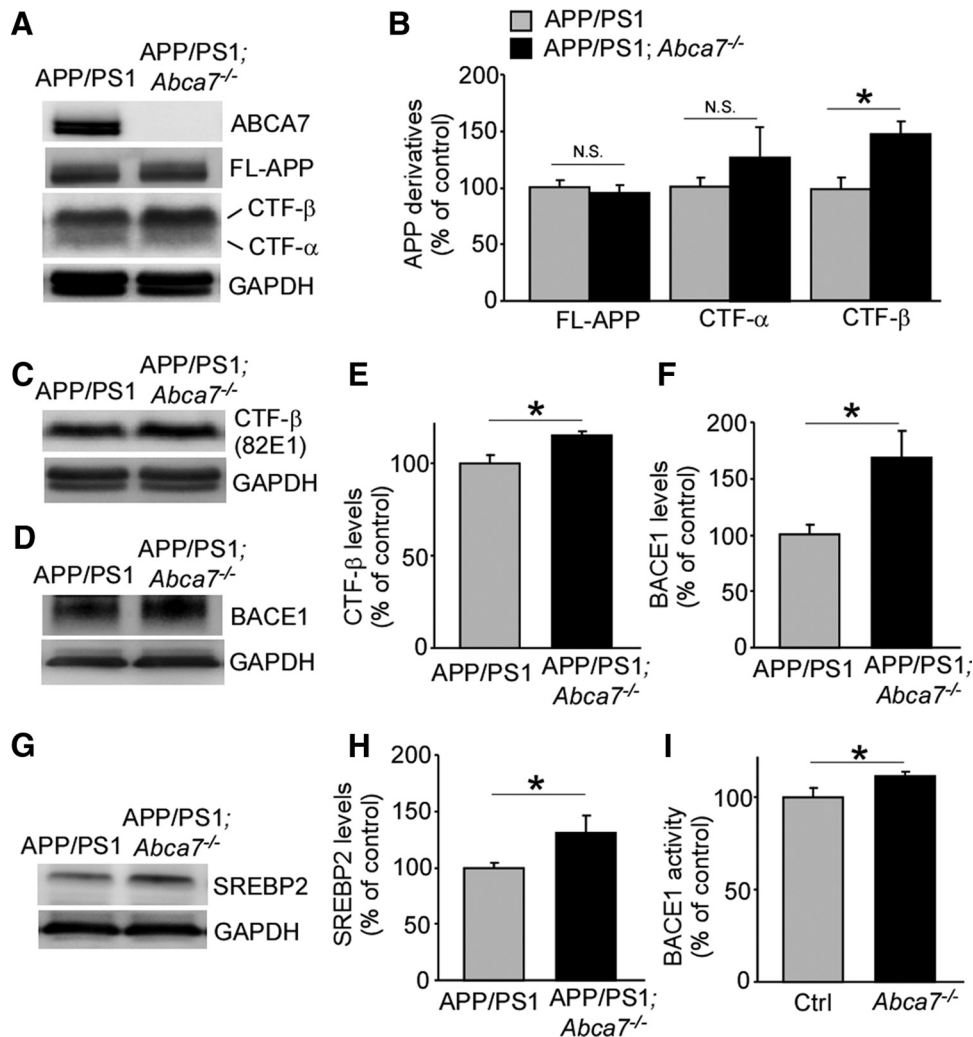 A
APP/PS1
APP/PS1;
Abca7-/-
ABCA7
FL-APP
CTF-β
CTF-α
GAPDH
B
APP/PS1
APP/PS1; Abca7-/-
APP derivatives
(% of control)
200
150
100
50
0
N.S.
N.S.
*
FL-APP
CTF-α
CTF-β
C
APP/PS1
APP/PS1;
Abca7-/-
CTF-β
(82E1)
GAPDH
D
APP/PS1
APP/PS1;
Abca7-/-
BACE1
GAPDH
E
CTF-β levels
(% of control)
100
50
0
*
APP/PS1
APP/PS1;
Abca7-/-
F
BACE1 levels
(% of control)
200
150
100
50
0
*
APP/PS1
APP/PS1;
Abca7-/-
G
APP/PS1
APP/PS1;
Abca7-/-
SREBP2
GAPDH
H
SREBP2 levels
(% of control)
200
150
100
50
0
*
APP/PS1
APP/PS1;
Abca7-/-
I
BACE1 activity
(% of control)
100
50
0
*
Ctrl
Abca7-/-